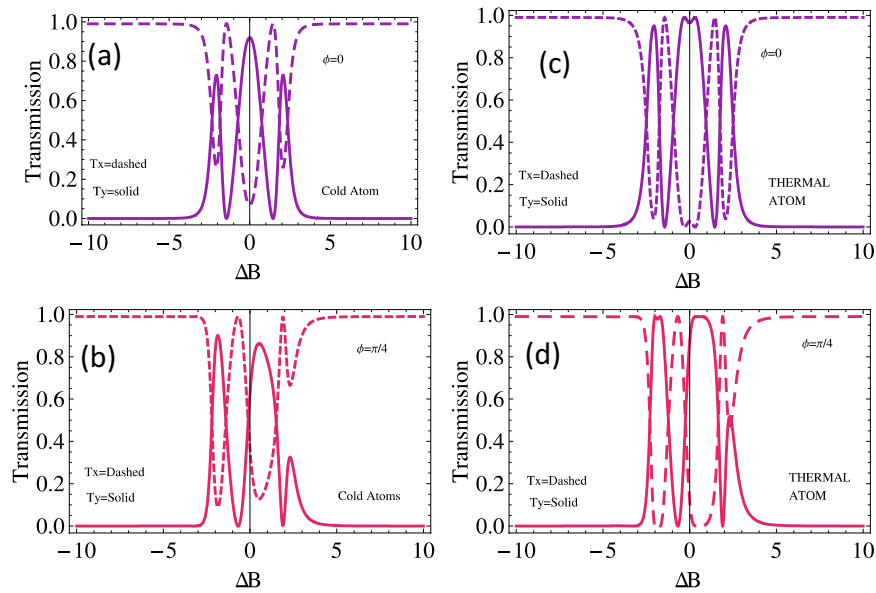 (a)
1.0
0.8
0.6
0.4
0.2
0.0
Transmission
ϕ=0
Tx=dashed
Ty=solid
Cold Atom
−10
−5
0
5
10
ΔB
(c)
1.0
0.8
0.6
0.4
0.2
0.0
Transmission
ϕ=0
Tx=Dashed
Ty=Solid
THERMAL
ATOM
−10
−5
0
5
10
ΔB
(b)
1.0
0.8
0.6
0.4
0.2
0.0
Transmission
ϕ=π/4
Tx=Dashed
Ty=Solid
Cold Atoms
−10
−5
0
5
10
ΔB
(d)
1.0
0.8
0.6
0.4
0.2
0.0
Transmission
ϕ=π/4
Tx=Dashed
Ty=Solid
THERMAL
ATOM
−10
−5
0
5
10
ΔB